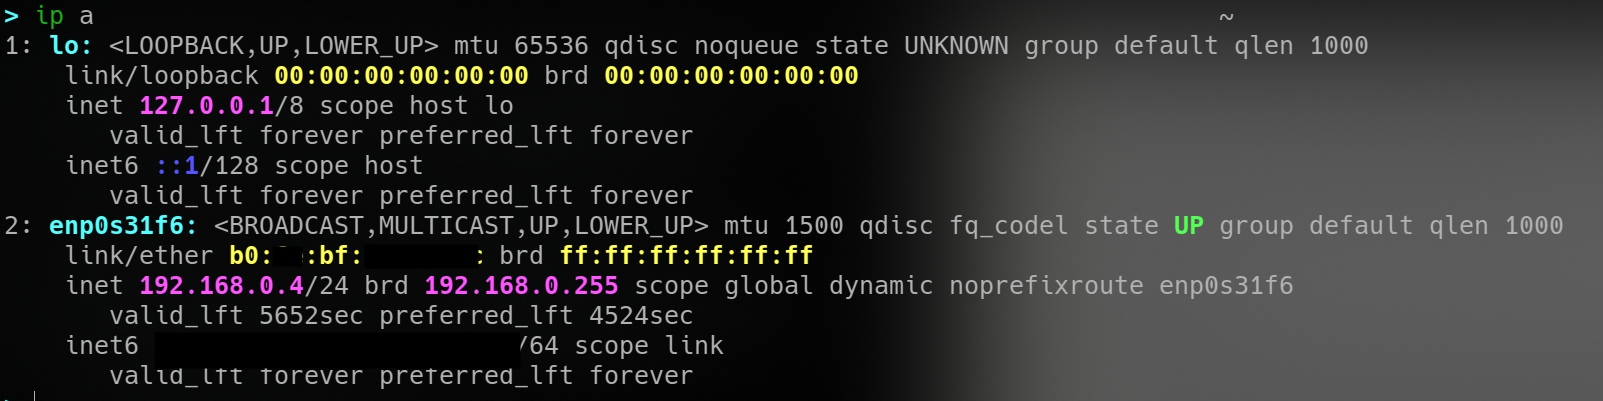 > ip a ~
1: lo: <LOOPBACK,UP,LOWER_UP> mtu 65536 qdisc noqueue state UNKNOWN group default qlen 1000
link/loopback 00:00:00:00:00:00 brd 00:00:00:00:00:00
inet 127.0.0.1/8 scope host lo
valid_lft forever preferred_lft forever
inet6 ::1/128 scope host
valid_lft forever preferred_lft forever
2: enp0s31f6: <BROADCAST,MULTICAST,UP,LOWER_UP> mtu 1500 qdisc fq_codel state UP group default qlen 1000
link/ether b0: :bf: brd ff:ff:ff:ff:ff:ff
inet 192.168.0.4/24 brd 192.168.0.255 scope global dynamic noprefixroute enp0s31f6
valid_lft 5652sec preferred_lft 4524sec
inet6 /64 scope link
valid_lft forever preferred_lft forever